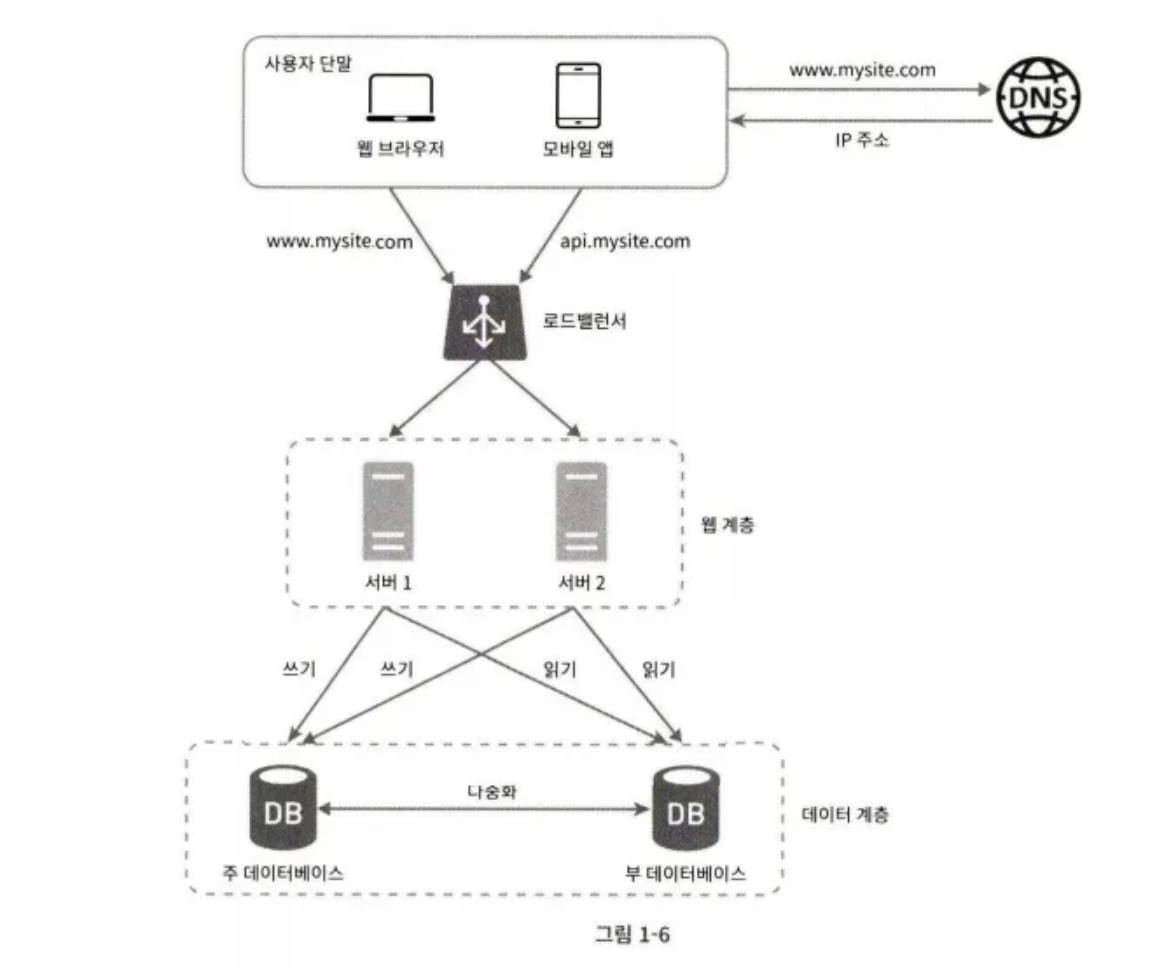 사용자 단말
웹 브라우저
모바일 앱
www.mysite.com
DNS
IP 주소
www.mysite.com
api.mysite.com
로드밸런서
서버 1
서버 2
웹 계층
쓰기
쓰기
읽기
읽기
다중화
DB
DB
데이터 계층
주 데이터베이스
부 데이터베이스
그림 1-6